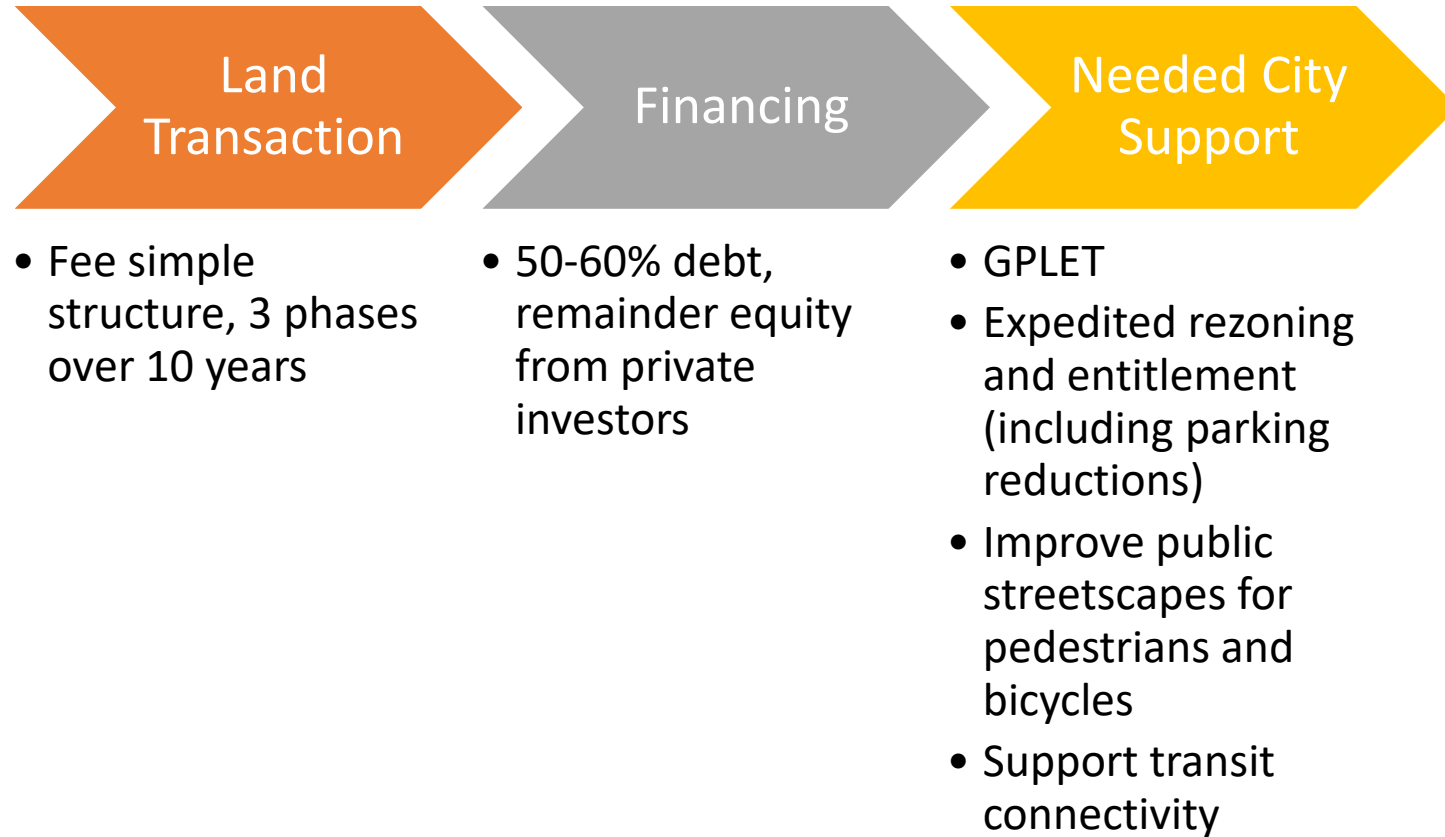 Land
Transaction
• Fee simple
structure, 3 phases
over 10 years
Financing
• 50-60% debt,
remainder equity
from private
investors
Needed City
Support
• GPLET
• Expedited rezoning
and entitlement
(including parking
reductions)
• Improve public
streetscapes for
pedestrians and
bicycles
• Support transit
connectivity